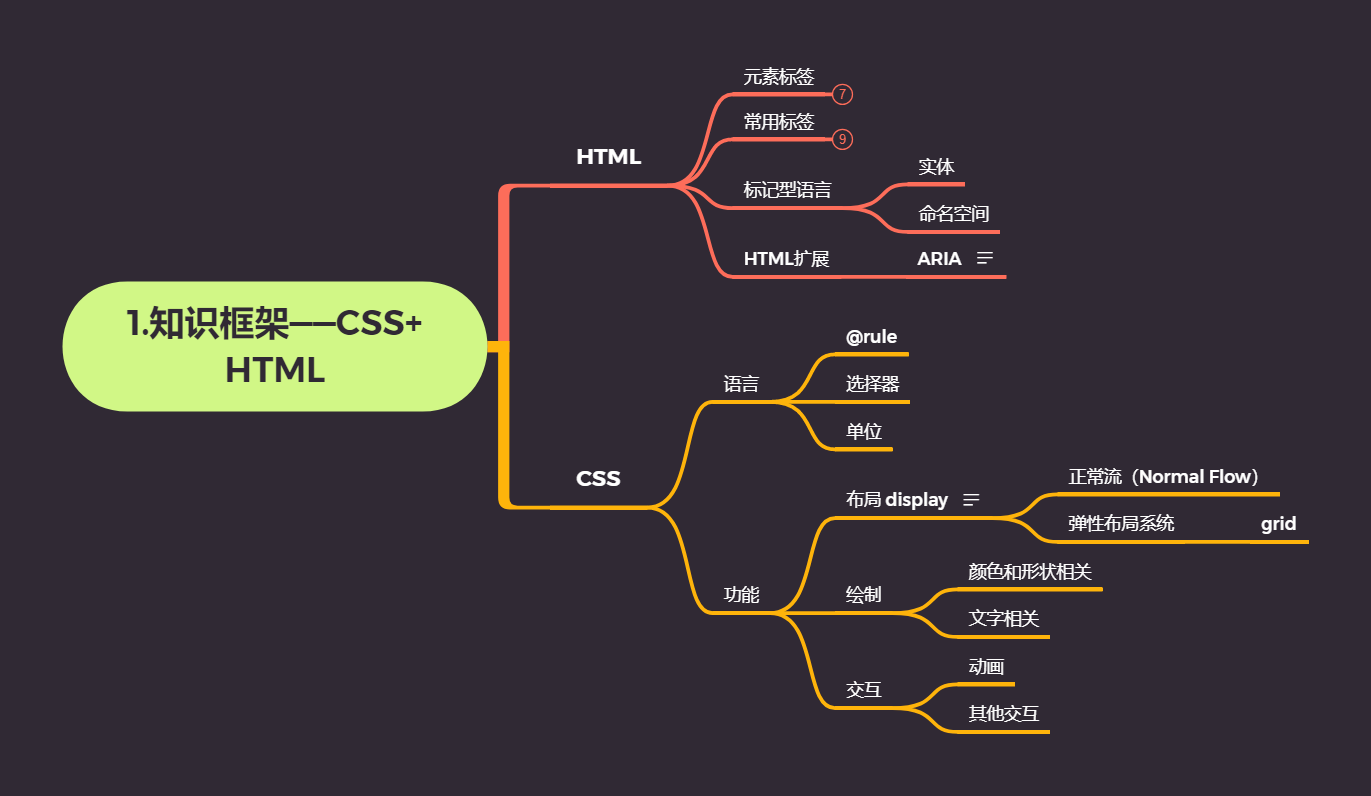 1.知识框架——CSS+
HTML
HTML
元素标签
7
常用标签
9
标记型语言
实体
命名空间
HTML扩展
ARIA
CSS
语言
@rule
选择器
单位
功能
布局 display
正常流（Normal Flow）
弹性布局系统
grid
绘制
颜色和形状相关
文字相关
交互
动画
其他交互